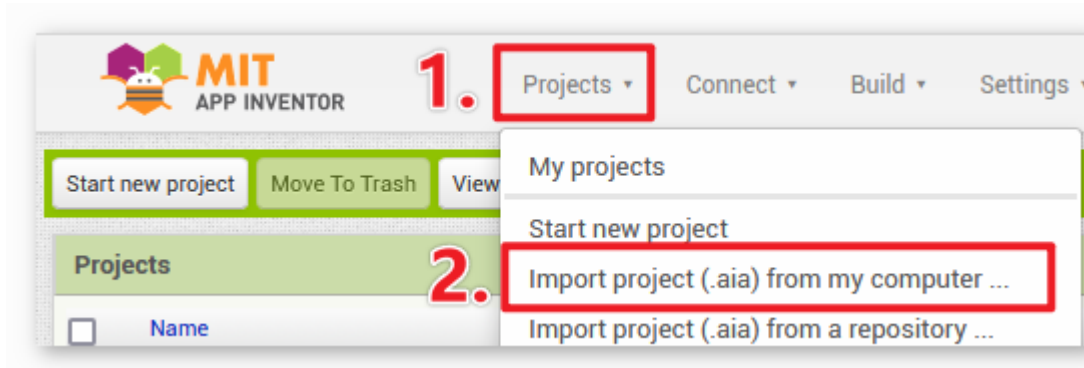 MIT
APP INVENTOR
1.
Projects ▾ Connect ▾ Build ▾ Settings
Start new project Move To Trash View
My projects
Start new project
Projects
2.
Import project (.aia) from my computer ...
Name
Import project (.aia) from a repository ...